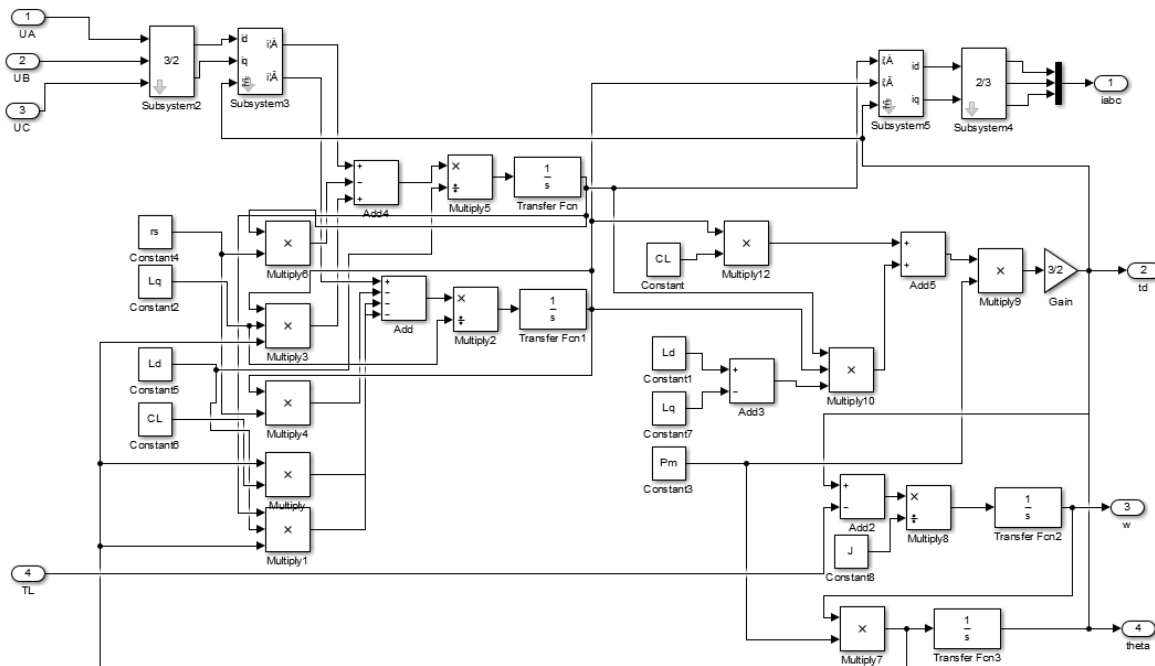 1
UA
2
UB
3
UC
3/2
Subsystem2
id
iq
Subsystem3
id
iq
Subsystem5
2/3
Subsystem4
1
iabc
+
−
+
Add4
×
÷
Multiply5
1
s
Transfer Fcn
rs
Constant4
×
Multiply6
Lq
Constant2
×
Multiply3
+
−
−
−
Add
×
÷
Multiply2
1
s
Transfer Fcn1
Ld
Constant5
×
Multiply4
CL
Constant6
×
Multiply
×
Multiply1
CL
Constant
×
Multiply12
+
+
Add5
×
Multiply9
3/2
Gain
2
td
Ld
Constant1
Lq
Constant7
+
−
Add3
×
Multiply10
Pm
Constant3
+
−
Add2
×
÷
Multiply8
1
s
Transfer Fcn2
3
w
J
Constant8
4
TL
×
Multiply7
1
s
Transfer Fcn3
4
theta